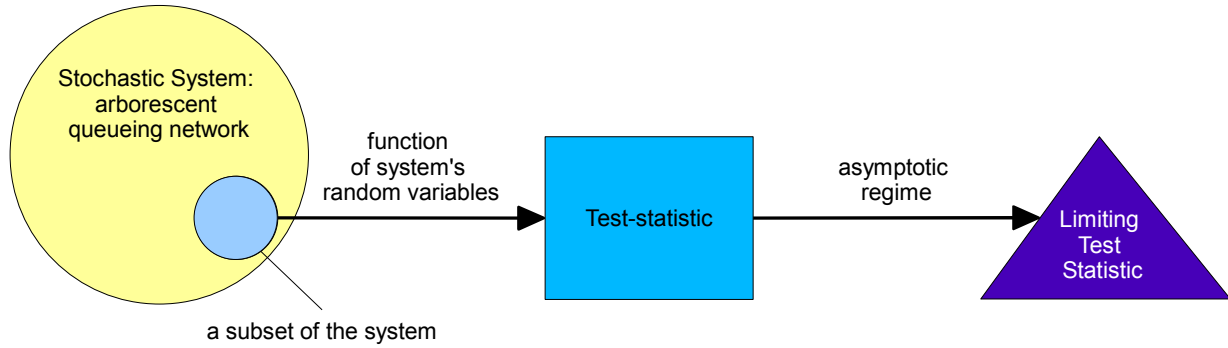 Stochastic System:
arborescent
queueing network
function
of system's
random variables
a subset of the system
Test-statistic
asymptotic
regime
Limiting
Test
Statistic